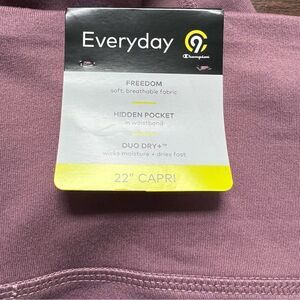 Everyday
Champion
FREEDOM
soft, breathable fabric
HIDDEN POCKET
in waistband
DUO DRY+™
wicks moisture + dries fast
22" CAPRI